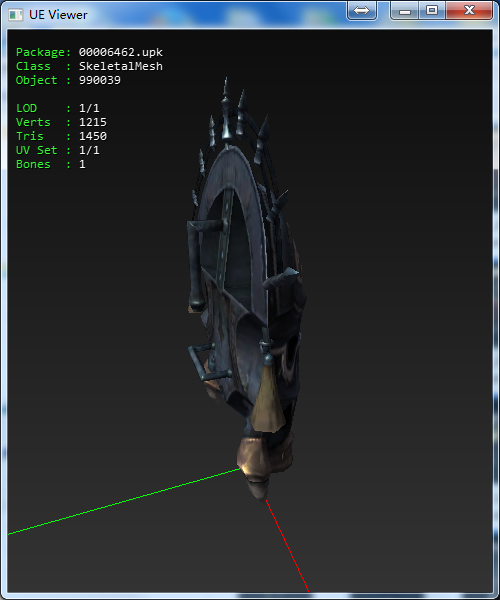 UE Viewer
Package: 00006462.upk
Class  : SkeletalMesh
Object : 990039
LOD    : 1/1
Verts  : 1215
Tris   : 1450
UV Set : 1/1
Bones  : 1